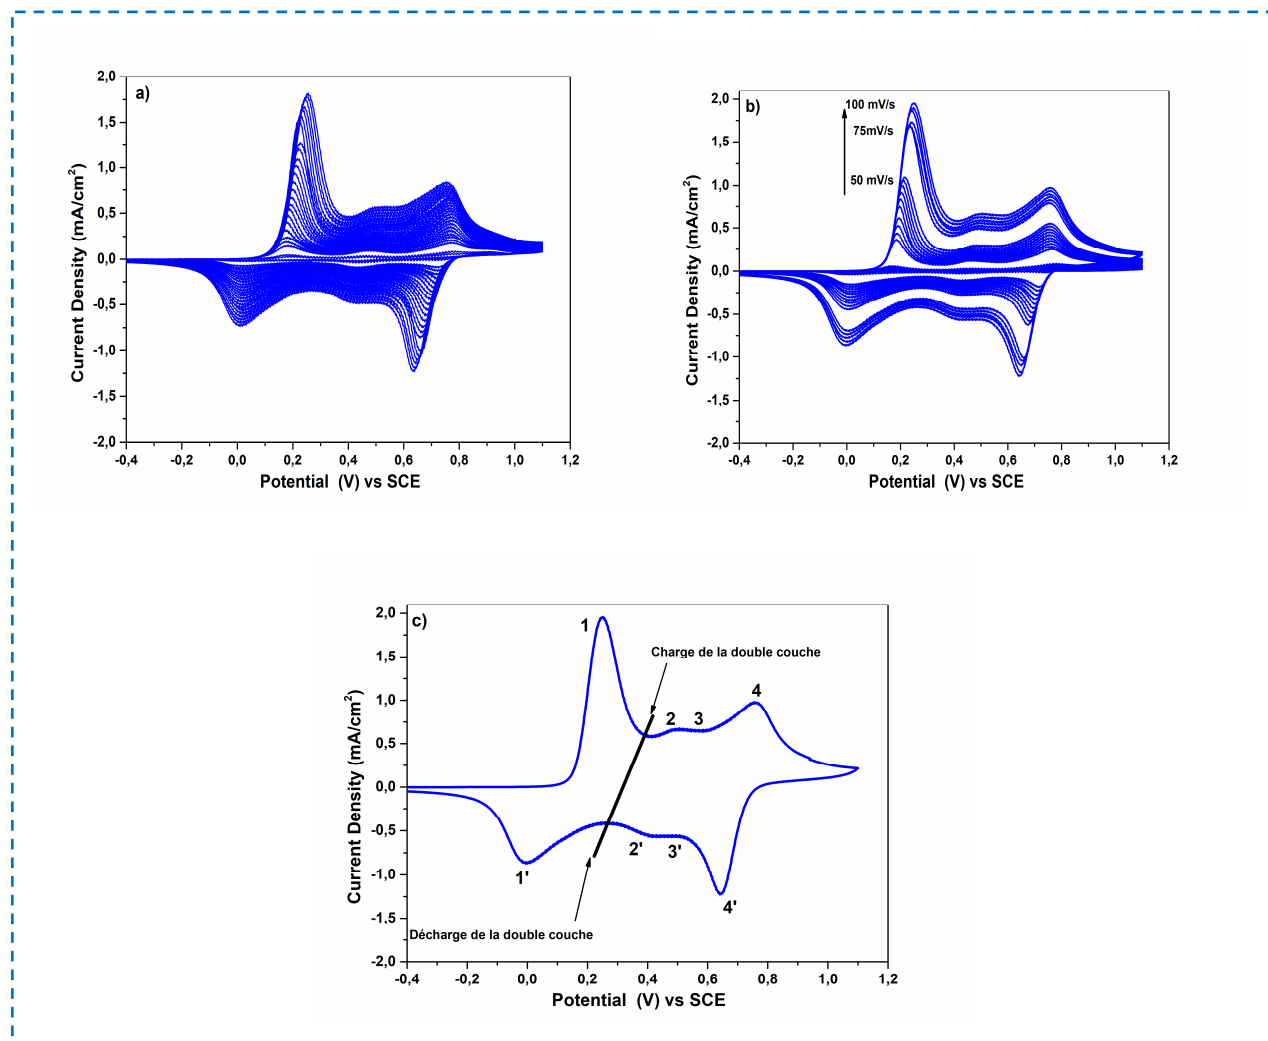 a)
2,0
1,5
1,0
0,5
0,0
-0,5
-1,0
-1,5
-2,0
Current Density (mA/cm²)
-0,4 -0,2 0,0 0,2 0,4 0,6 0,8 1,0 1,2
Potential (V) vs SCE
b)
100 mV/s
75mV/s
50 mV/s
2,0
1,5
1,0
0,5
0,0
-0,5
-1,0
-1,5
-2,0
Current Density (mA/cm²)
-0,4 -0,2 0,0 0,2 0,4 0,6 0,8 1,0 1,2
Potential (V) vs SCE
c)
1
Charge de la double couche
2 3 4
2' 3'
1'
4'
Décharge de la double couche
2,0
1,5
1,0
0,5
0,0
-0,5
-1,0
-1,5
-2,0
Current Density (mA/cm²)
-0,4 -0,2 0,0 0,2 0,4 0,6 0,8 1,0 1,2
Potential (V) vs SCE